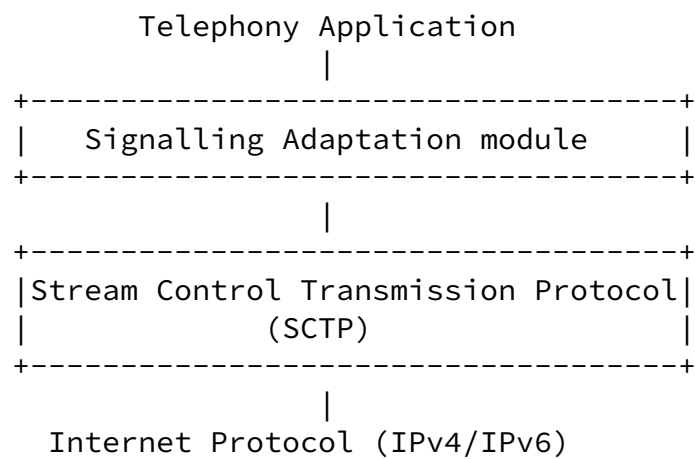 Telephony Application
|
+------------------------------------+
| Signalling Adaptation module |
+------------------------------------+
|
+------------------------------------+
|Stream Control Transmission Protocol|
| (SCTP) |
+------------------------------------+
|
Internet Protocol (IPv4/IPv6)